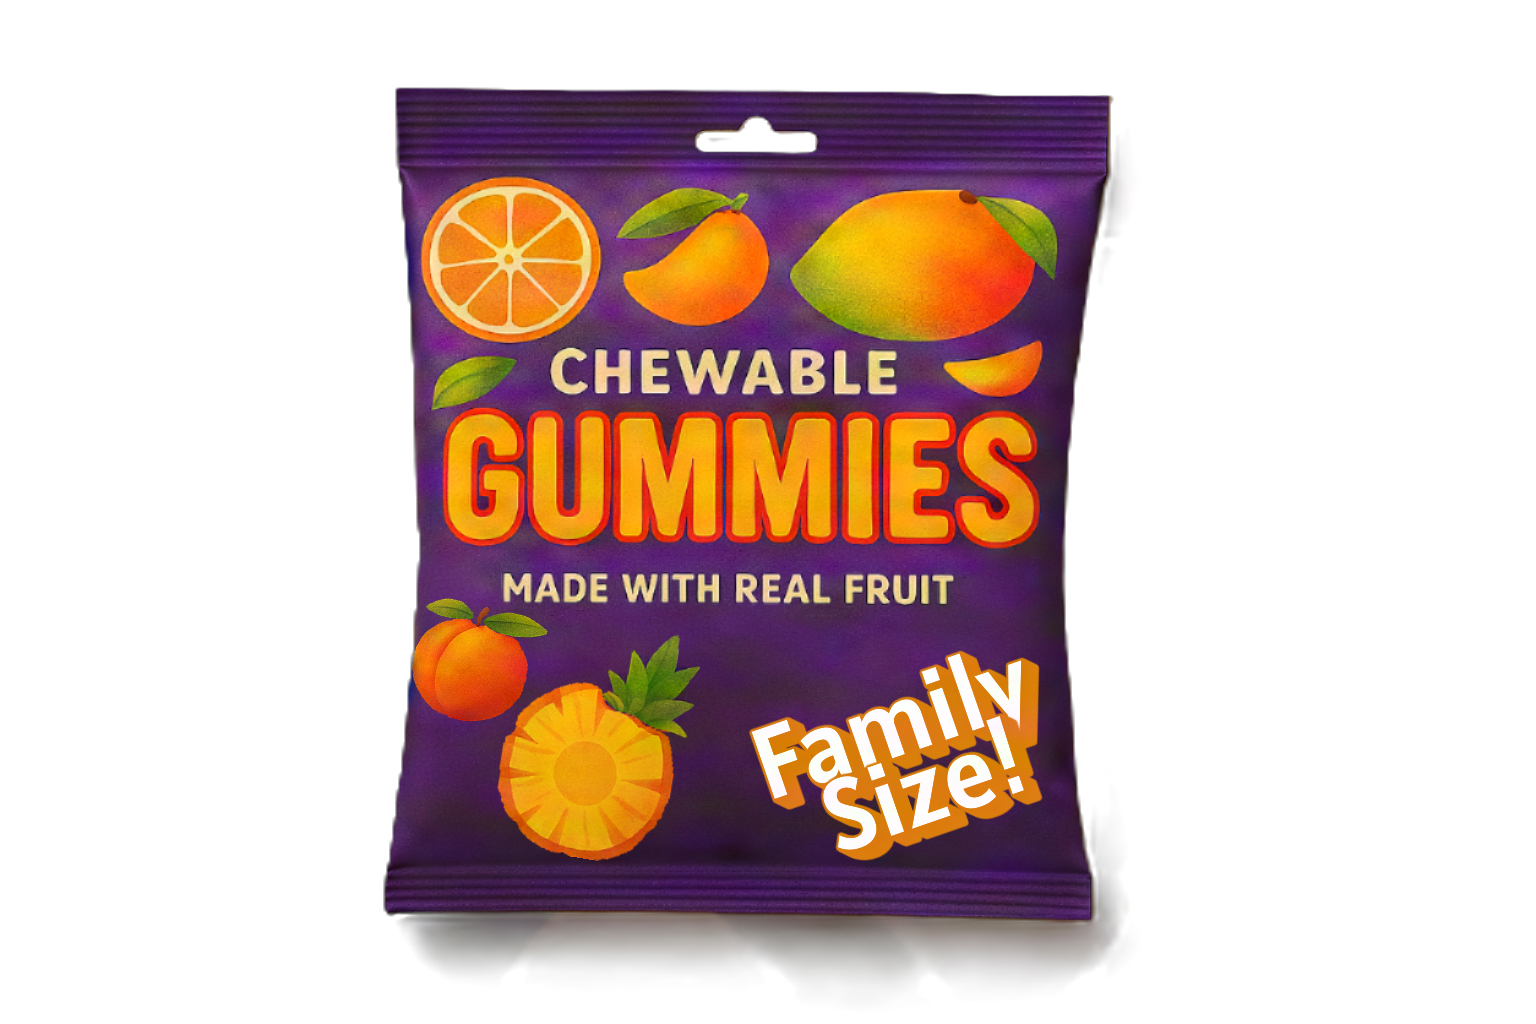 CHEWABLE
GUMMIES
MADE WITH REAL FRUIT
Family
Size!